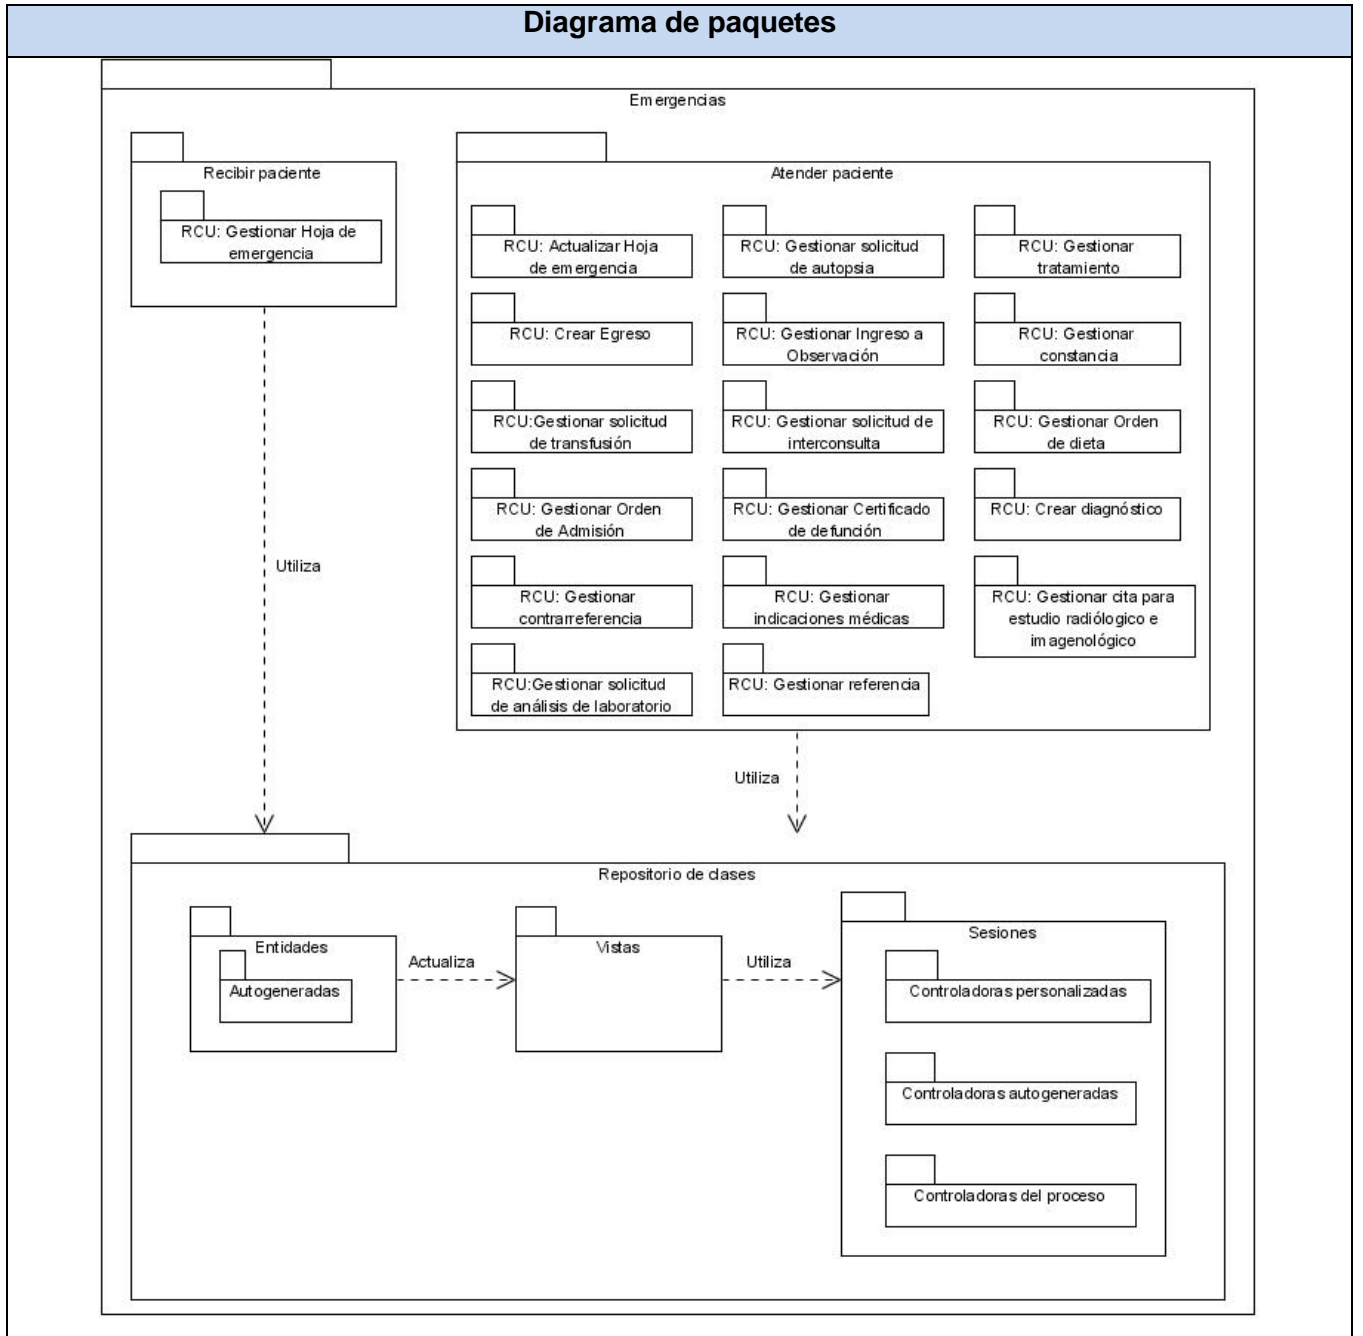 Diagrama de paquetes
Emergencias
Recibir paciente
RCU: Gestionar Hoja de
emergencia
Atender paciente
RCU: Actualizar Hoja
de emergencia
RCU: Gestionar solicitud
de autopsia
RCU: Gestionar
tratamiento
RCU: Crear Egreso
RCU: Gestionar Ingreso a
Observación
RCU: Gestionar
constancia
RCU:Gestionar solicitud
de transfusión
RCU: Gestionar solicitud de
interconsulta
RCU: Gestionar Orden
de dieta
RCU: Gestionar Orden
de Admisión
RCU: Gestionar Certificado
de defunción
RCU: Crear diagnóstico
RCU: Gestionar
contrarreferencia
RCU: Gestionar
indicaciones médicas
RCU: Gestionar cita para
estudio radiólogico e
imagenológico
RCU:Gestionar solicitud
de análisis de laboratorio
RCU: Gestionar referencia
Utiliza
Utiliza
Repositorio de clases
Entidades
Autogeneradas
Actualiza
Vistas
Utiliza
Sesiones
Controladoras personalizadas
Controladoras autogeneradas
Controladoras del proceso